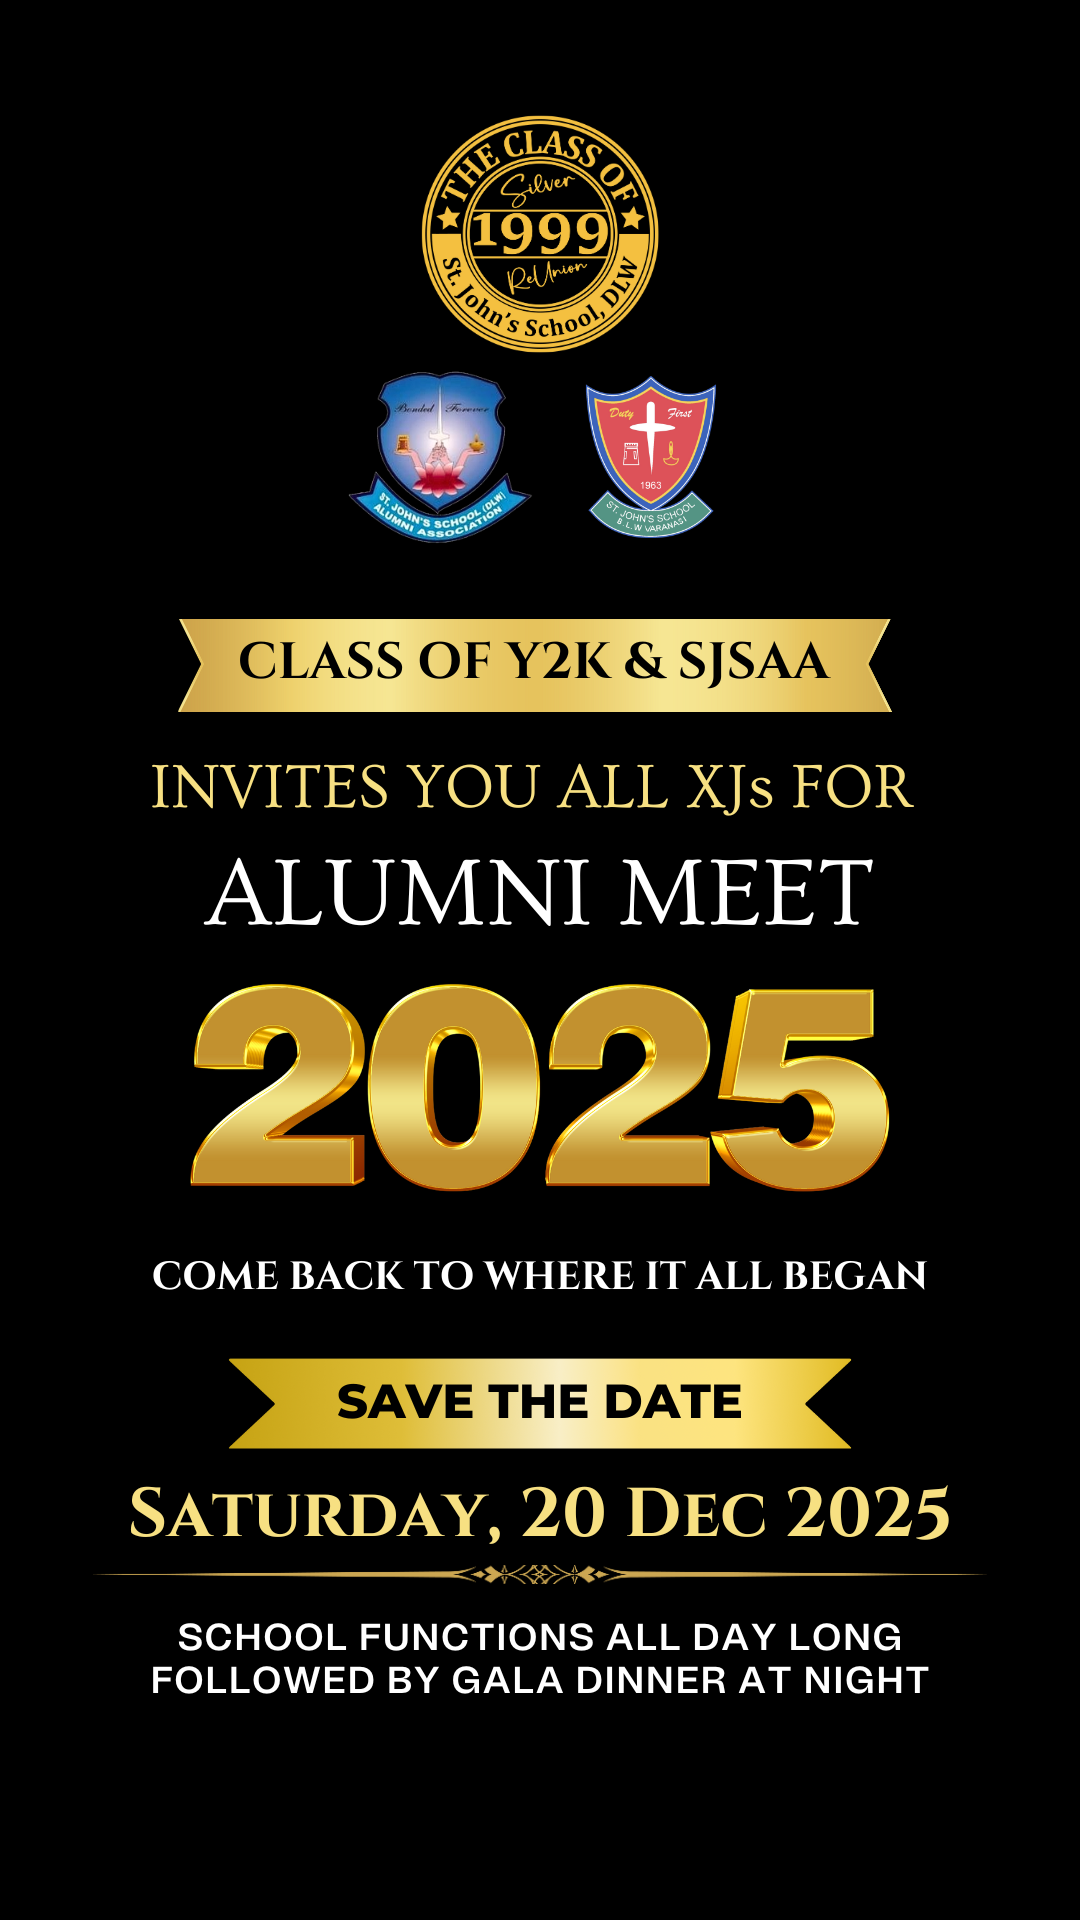 THE CLASS OF
Silver
1999
ReUnion
St. John's School, DLW
Bonded Forever
ST. JOHN'S SCHOOL (DLW)
ALUMNI ASSOCIATION
Duty First
1963
ST. JOHN'S SCHOOL
B.L.W VARANASI
CLASS OF Y2K & SJSAA
INVITES YOU ALL XJs FOR
ALUMNI MEET
2025
COME BACK TO WHERE IT ALL BEGAN
SAVE THE DATE
SATURDAY, 20 DEC 2025
SCHOOL FUNCTIONS ALL DAY LONG
FOLLOWED BY GALA DINNER AT NIGHT